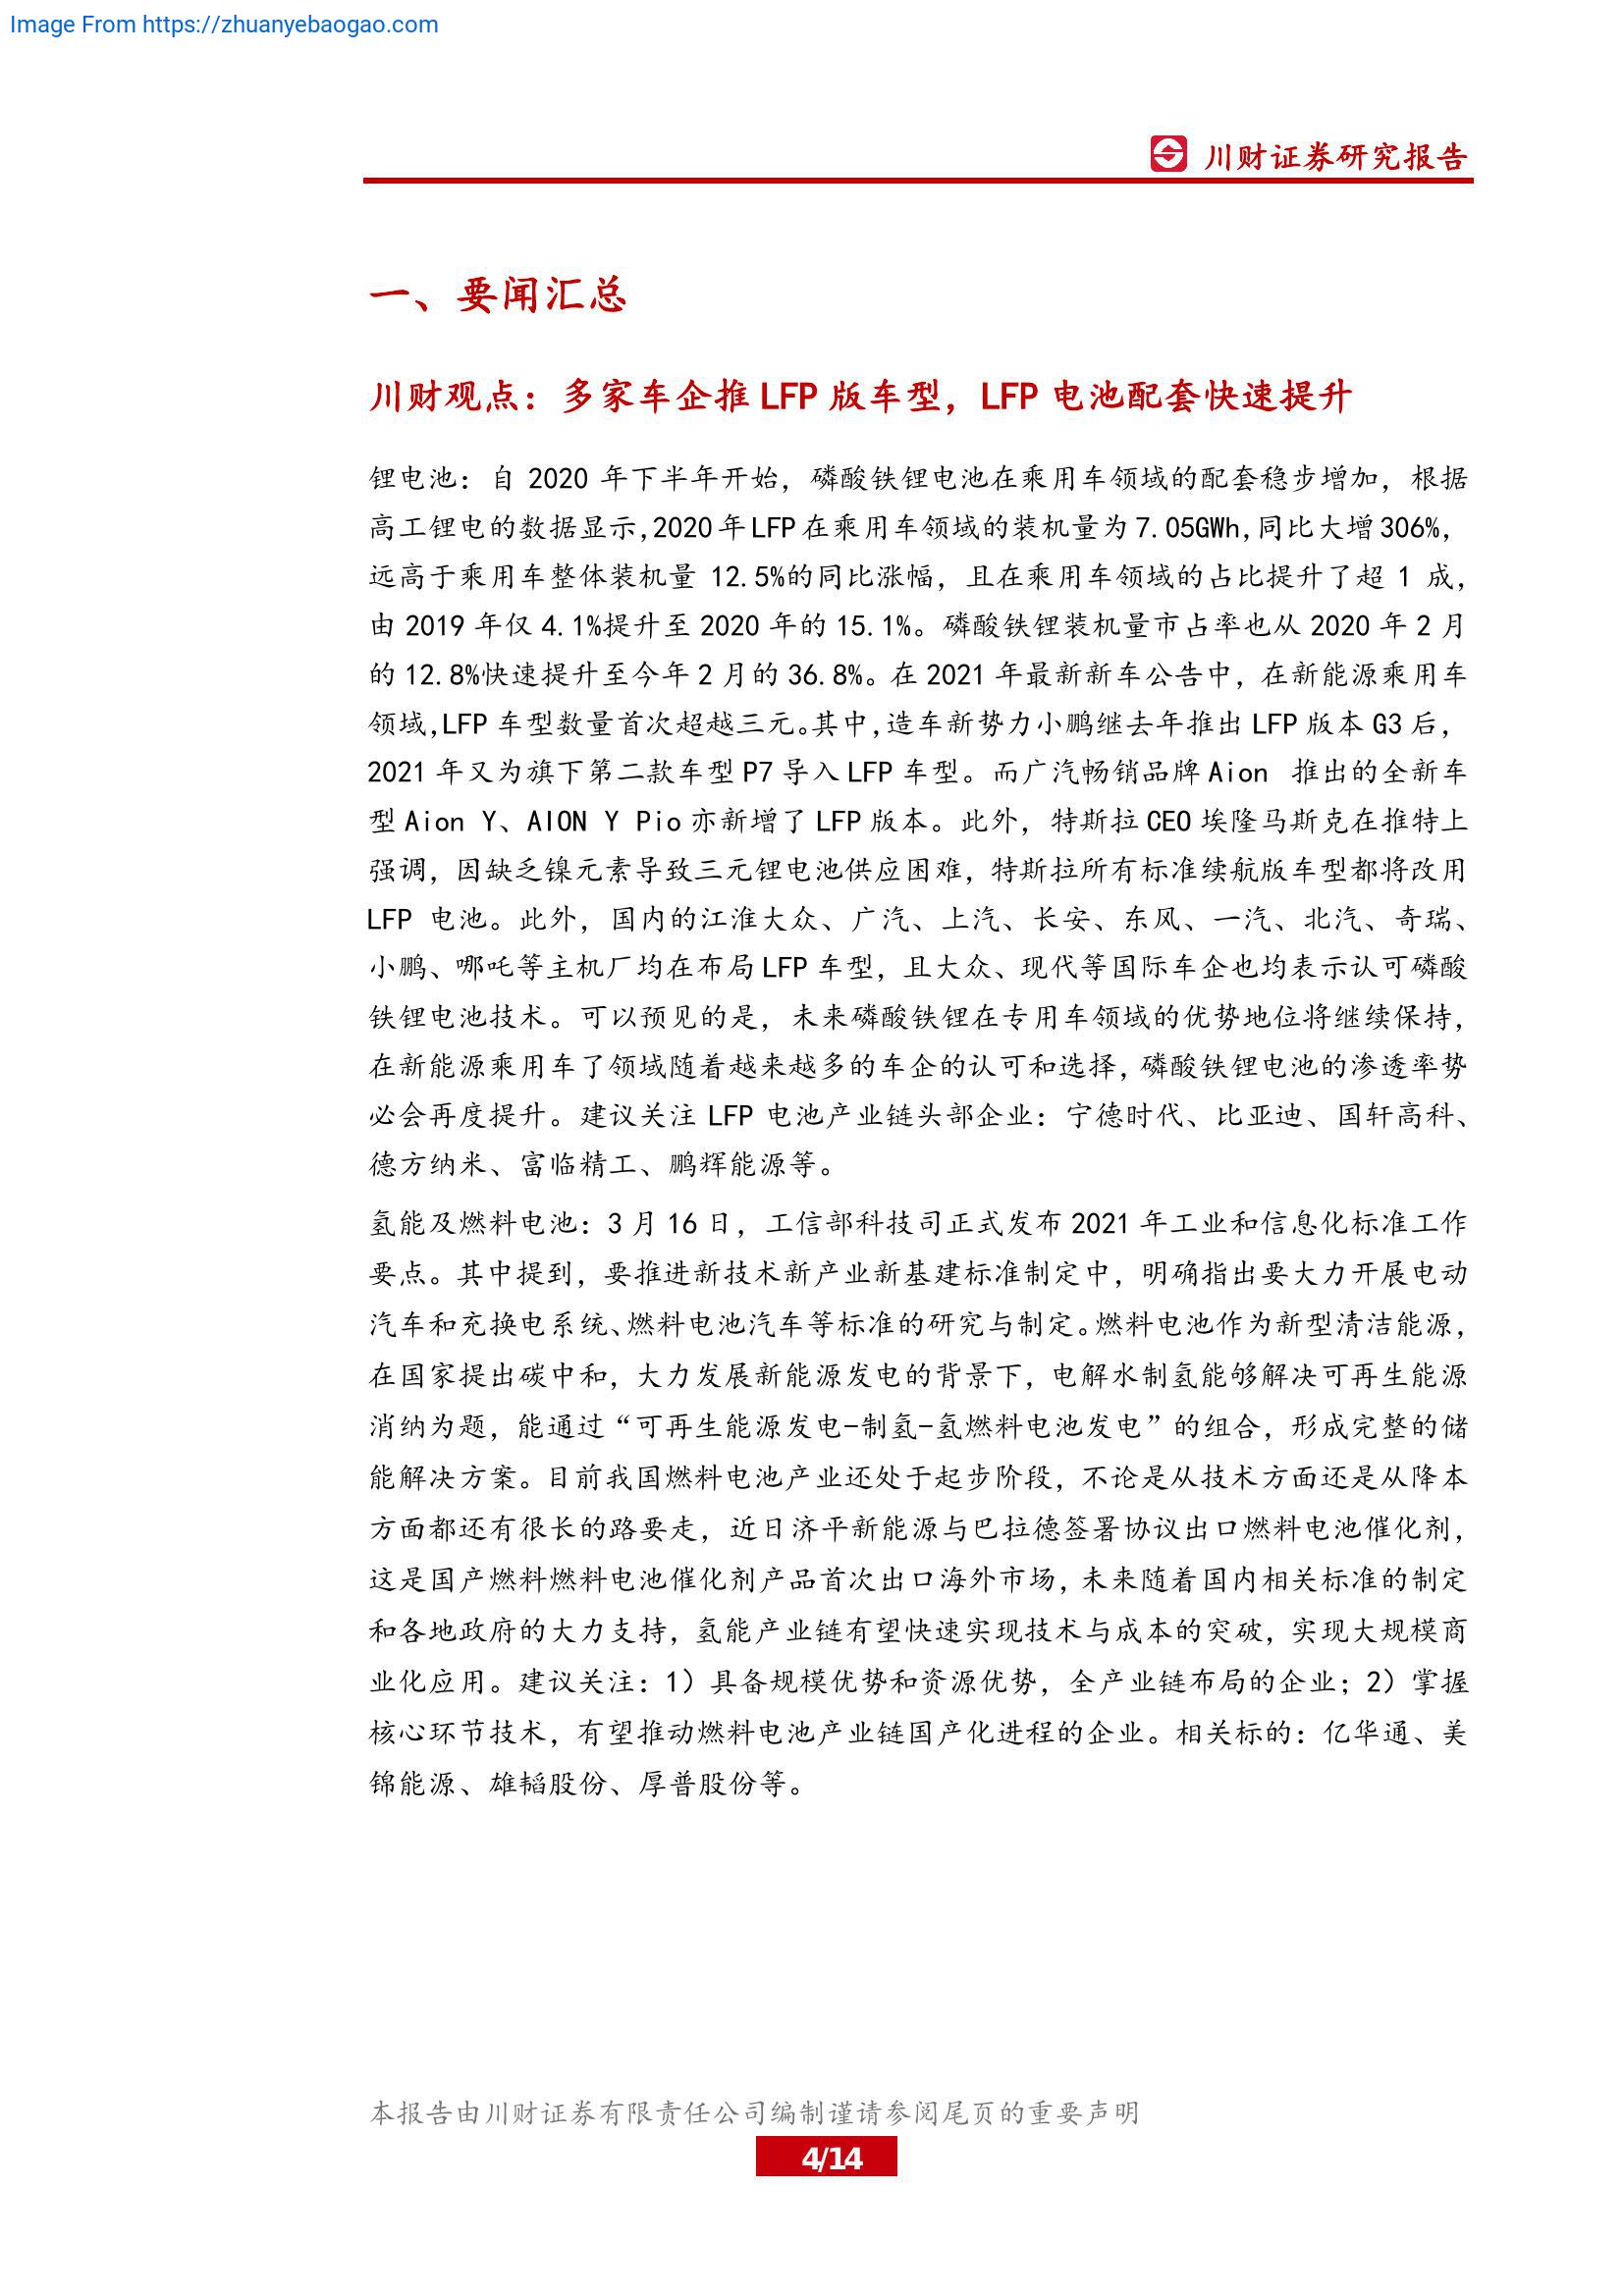 Image From https://zhuanyebaogao.com
川财证券研究报告
一、要闻汇总
川财观点：多家车企推 LFP 版车型，LFP 电池配套快速提升
锂电池：自 2020 年下半年开始，磷酸铁锂电池在乘用车领域的配套稳步增加，根据
高工锂电的数据显示，2020 年 LFP 在乘用车领域的装机量为 7.05GWh，同比大增 306%，
远高于乘用车整体装机量 12.5%的同比涨幅，且在乘用车领域的占比提升了超 1 成，
由 2019 年仅 4.1%提升至 2020 年的 15.1%。磷酸铁锂装机量市占率也从 2020 年 2 月
的 12.8%快速提升至今年 2 月的 36.8%。在 2021 年最新新车公告中，在新能源乘用车
领域，LFP 车型数量首次超越三元。其中，造车新势力小鹏继去年推出 LFP 版本 G3 后，
2021 年又为旗下第二款车型 P7 导入 LFP 车型。而广汽畅销品牌 Aion 推出的全新车
型 Aion Y、AION Y Pio 亦新增了 LFP 版本。此外，特斯拉 CEO 埃隆马斯克在推特上
强调，因缺乏镍元素导致三元锂电池供应困难，特斯拉所有标准续航版车型都将改用
LFP 电池。此外，国内的江淮大众、广汽、上汽、长安、东风、一汽、北汽、奇瑞、
小鹏、哪吒等主机厂均在布局 LFP 车型，且大众、现代等国际车企也均表示认可磷酸
铁锂电池技术。可以预见的是，未来磷酸铁锂在专用车领域的优势地位将继续保持，
在新能源乘用车了领域随着越来越多的车企的认可和选择，磷酸铁锂电池的渗透率势
必会再度提升。建议关注 LFP 电池产业链头部企业：宁德时代、比亚迪、国轩高科、
德方纳米、富临精工、鹏辉能源等。
氢能及燃料电池：3 月 16 日，工信部科技司正式发布 2021 年工业和信息化标准工作
要点。其中提到，要推进新技术新产业新基建标准制定中，明确指出要大力开展电动
汽车和充换电系统、燃料电池汽车等标准的研究与制定。燃料电池作为新型清洁能源，
在国家提出碳中和，大力发展新能源发电的背景下，电解水制氢能够解决可再生能源
消纳为题，能通过“可再生能源发电-制氢-氢燃料电池发电”的组合，形成完整的储
能解决方案。目前我国燃料电池产业还处于起步阶段，不论是从技术方面还是从降本
方面都还有很长的路要走，近日济平新能源与巴拉德签署协议出口燃料电池催化剂，
这是国产燃料燃料电池催化剂产品首次出口海外市场，未来随着国内相关标准的制定
和各地政府的大力支持，氢能产业链有望快速实现技术与成本的突破，实现大规模商
业化应用。建议关注：1）具备规模优势和资源优势，全产业链布局的企业；2）掌握
核心环节技术，有望推动燃料电池产业链国产化进程的企业。相关标的：亿华通、美
锦能源、雄韬股份、厚普股份等。
本报告由川财证券有限责任公司编制谨请参阅尾页的重要声明
4/14